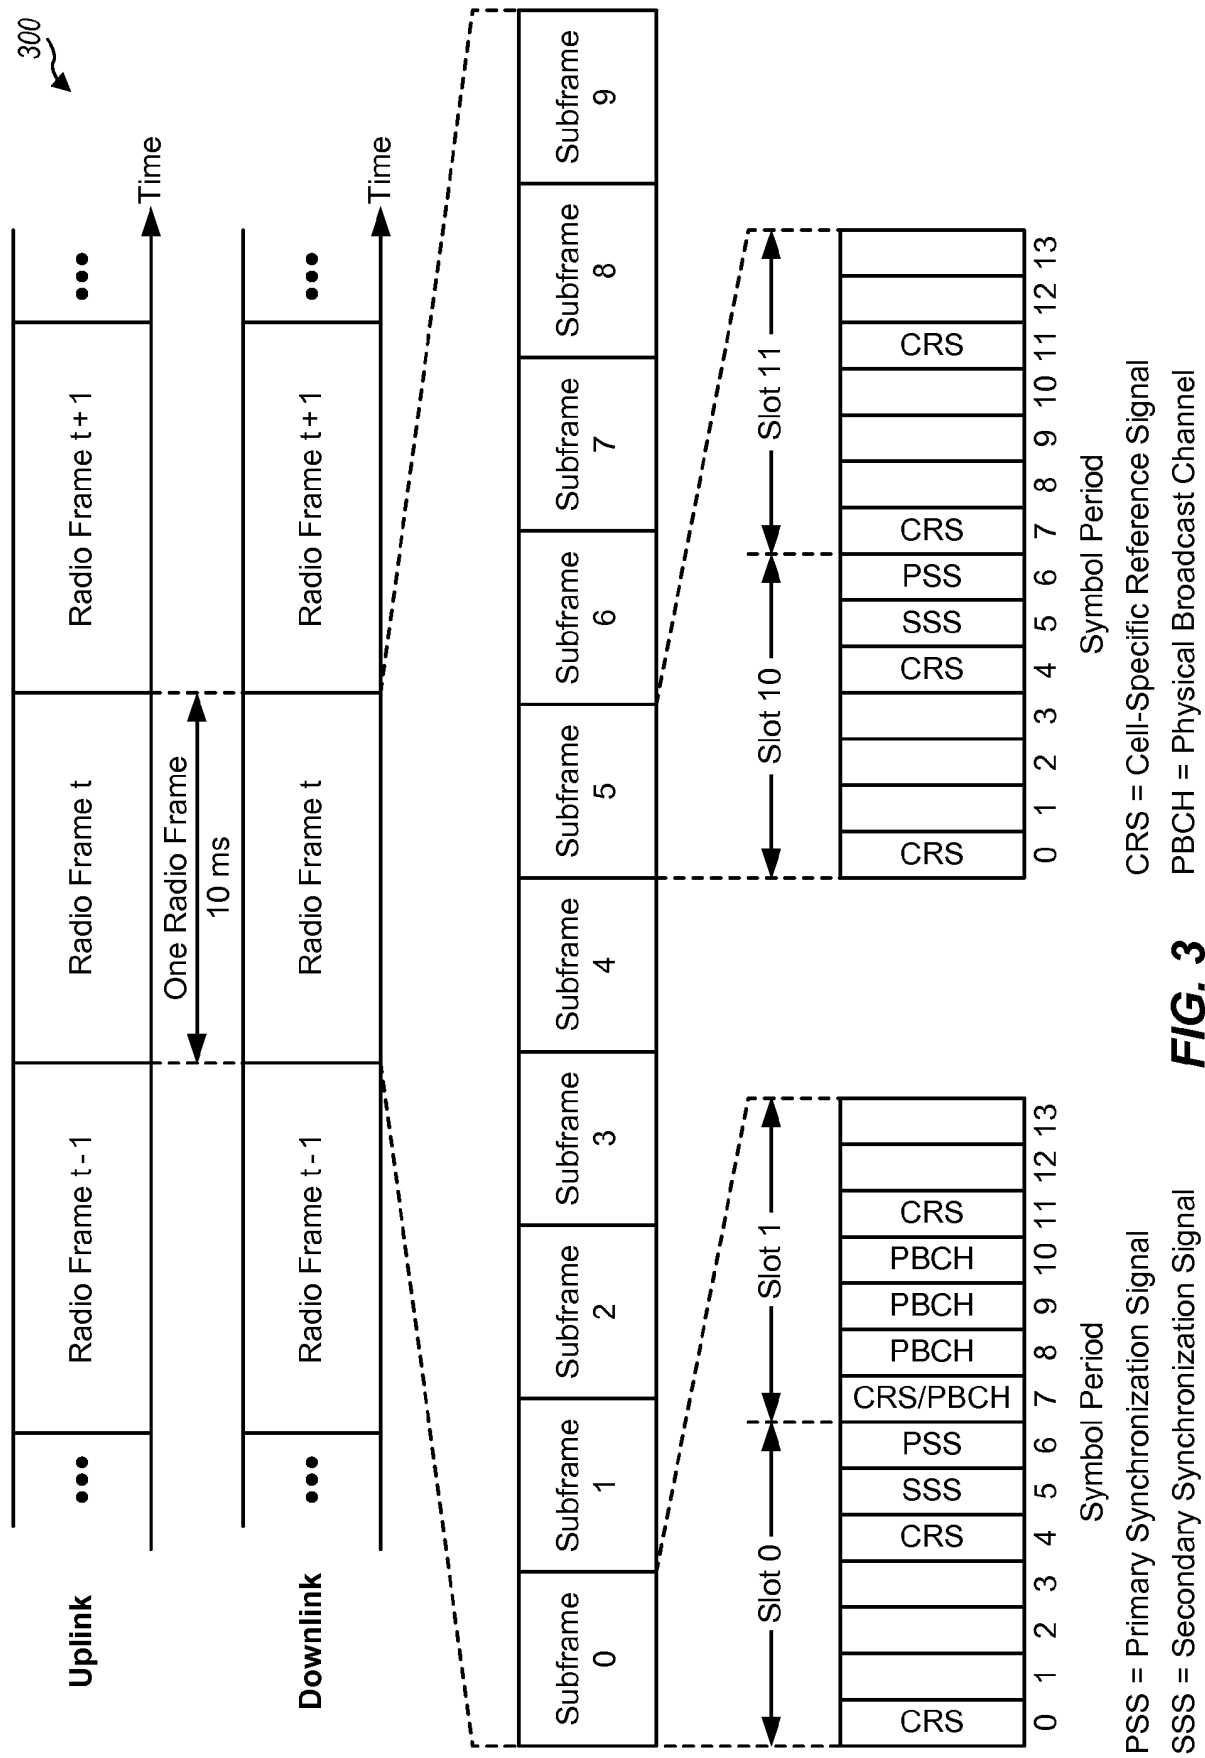 300
Uplink
Radio Frame t - 1
Radio Frame t
Radio Frame t + 1
Time
One Radio Frame
10 ms
Downlink
Radio Frame t - 1
Radio Frame t
Radio Frame t + 1
Time
Subframe 0
Subframe 1
Subframe 2
Subframe 3
Subframe 4
Subframe 5
Subframe 6
Subframe 7
Subframe 8
Subframe 9
Slot 0
Slot 1
CRS
CRS
SSS
PSS
CRS/PBCH
PBCH
PBCH
PBCH
CRS
0 1 2 3 4 5 6 7 8 9 10 11 12 13
Symbol Period
Slot 10
Slot 11
CRS
CRS
SSS
PSS
CRS
CRS
0 1 2 3 4 5 6 7 8 9 10 11 12 13
Symbol Period
PSS = Primary Synchronization Signal
SSS = Secondary Synchronization Signal
CRS = Cell-Specific Reference Signal
PBCH = Physical Broadcast Channel
FIG. 3